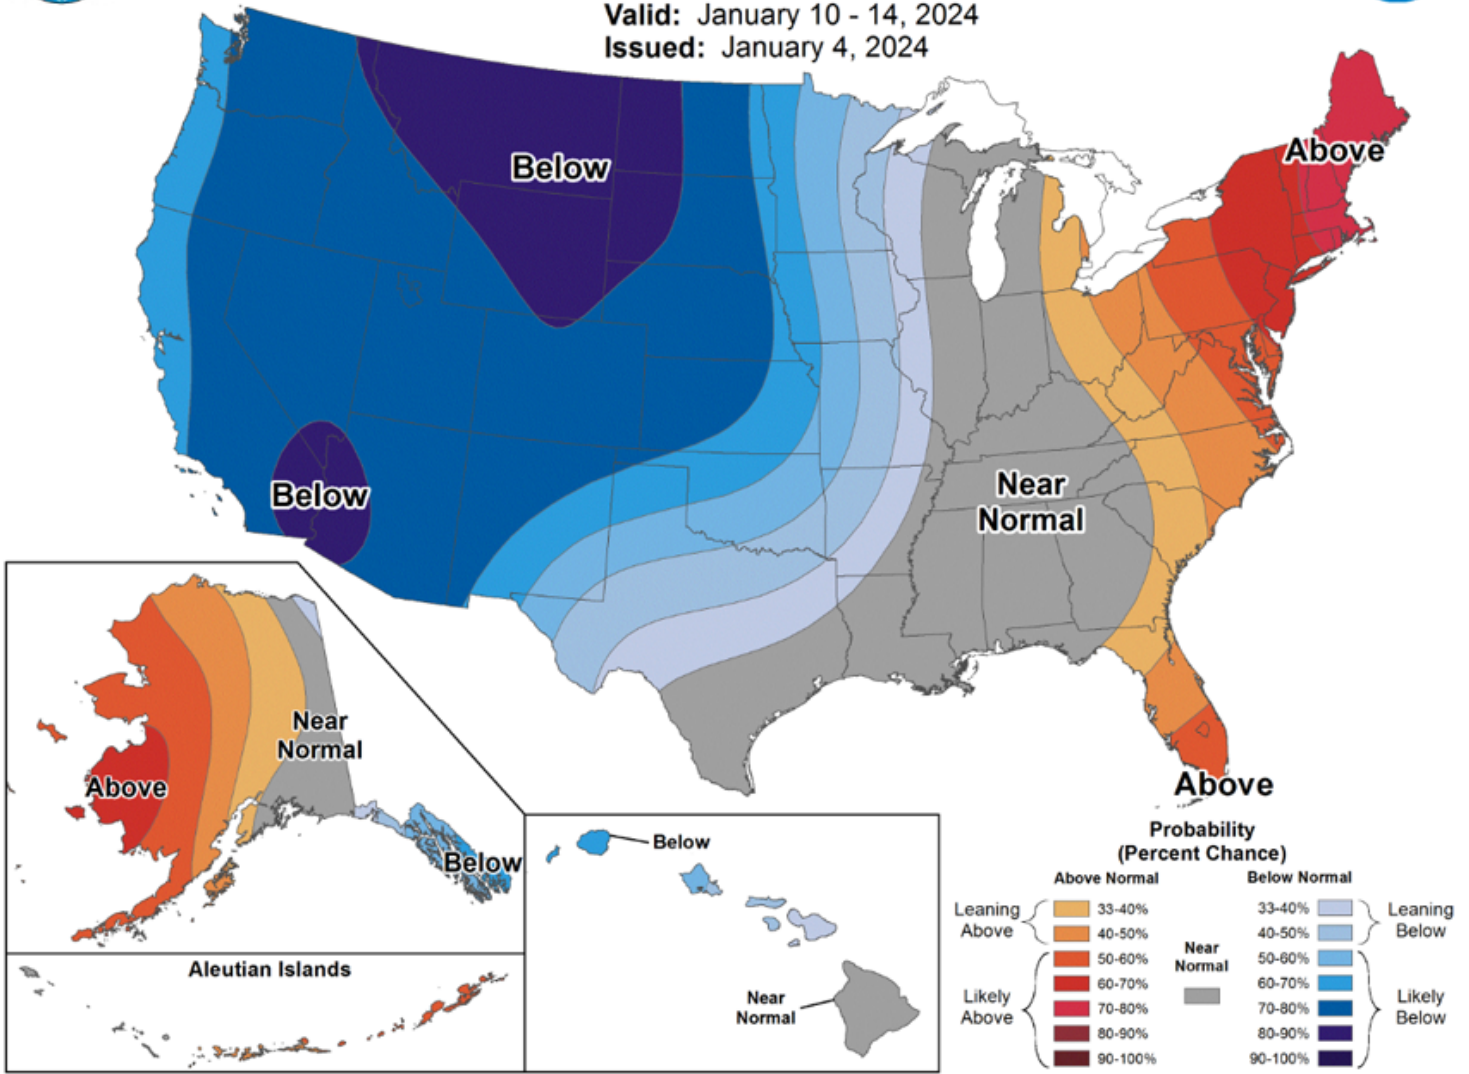 Valid: January 10 - 14, 2024
Issued: January 4, 2024
Below
Above
Below
Near
Normal
Above
Near
Normal
Above
Below
Aleutian Islands
Below
Near
Normal
Probability
(Percent Chance)
Above Normal
Below Normal
Leaning
Above
33-40%
40-50%
Likely
Above
50-60%
60-70%
70-80%
80-90%
90-100%
Near
Normal
33-40%
40-50%
Leaning
Below
50-60%
60-70%
70-80%
80-90%
90-100%
Likely
Below